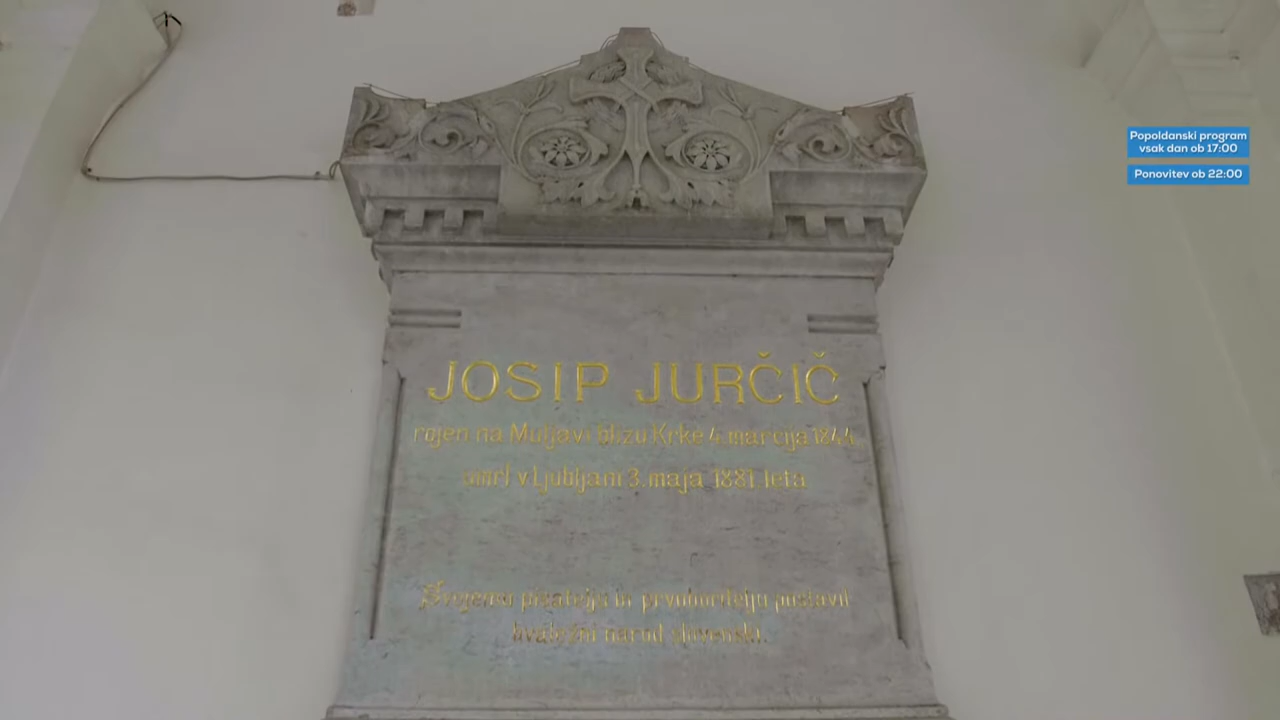 JOSIP JURČIČ
rojen na Muljavi blizu Krke 4. marcija 1844.
umrl v Ljubljani 3. maja 1881. leta
Svojemu pisatelju in prvoboritelju postavil
hvaležni narod slovenski.
Popoldanski program
vsak dan ob 17:00
Ponovitev ob 22:00